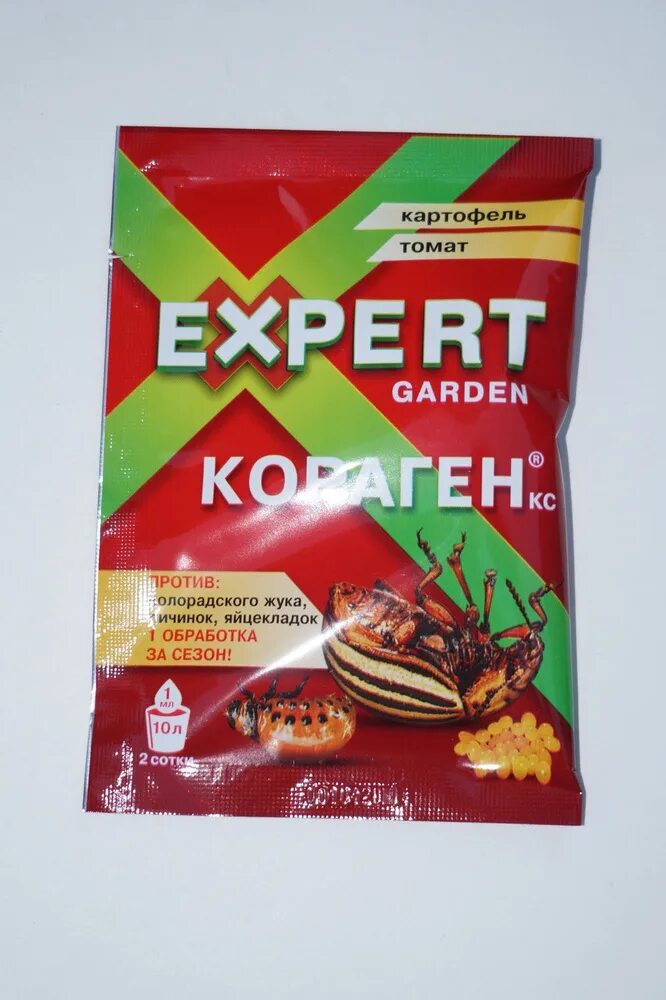 картофель
томат
EXPERT
GARDEN
КОРАГЕН® КС
ПРОТИВ:
колорадского жука,
личинок, яйцекладок
1 ОБРАБОТКА
ЗА СЕЗОН!
1
мл
10 л
2 сотки